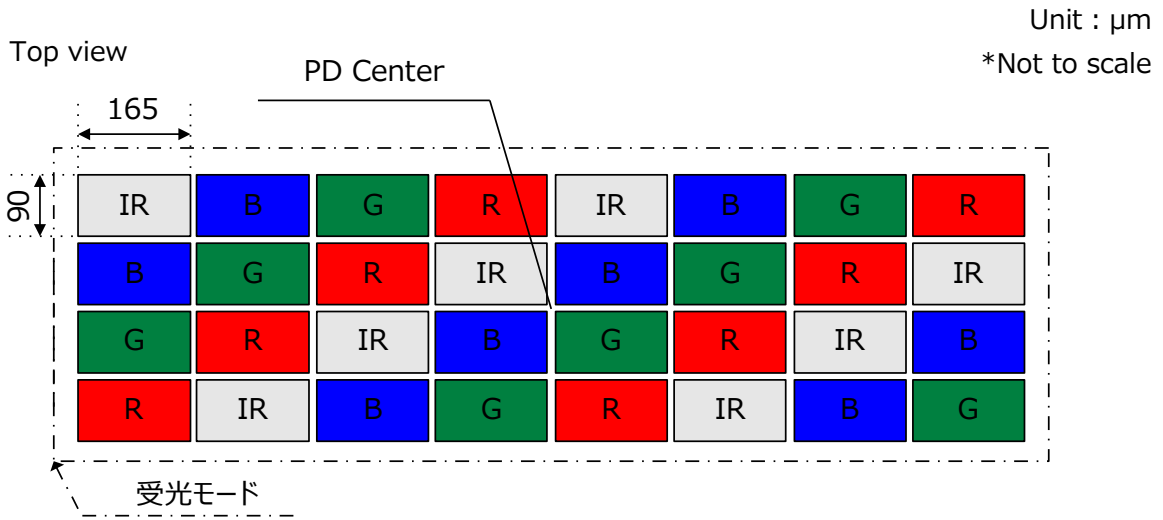 Unit : μm
Top view
*Not to scale
PD Center
165
90
IR B G R IR B G R
B G R IR B G R IR
G R IR B G R IR B
R IR B G R IR B G
受光モード